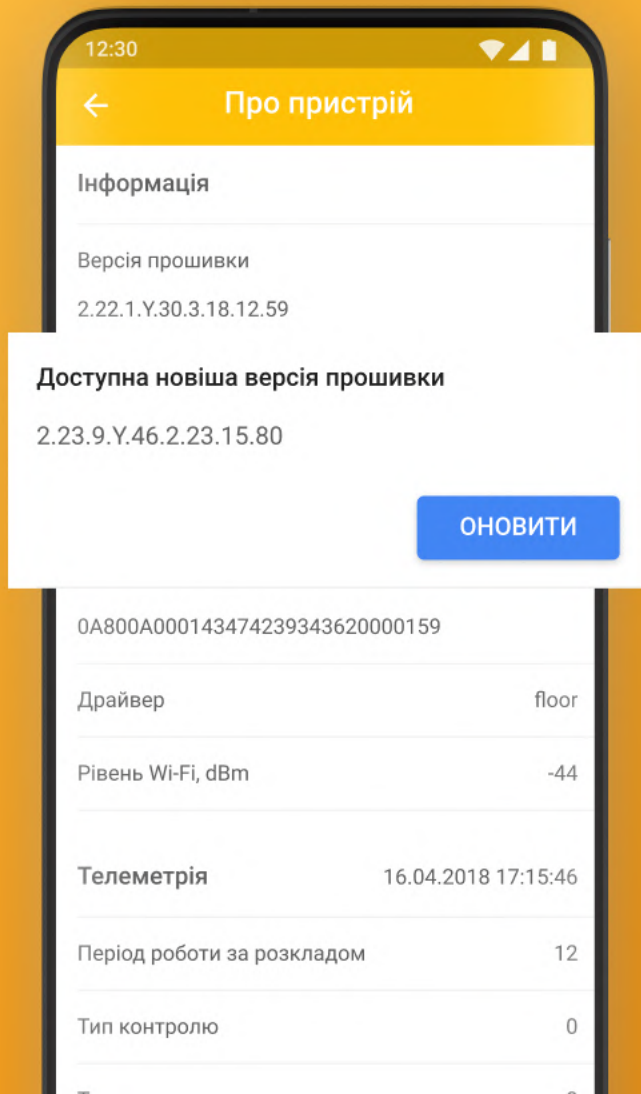 12:30
Про пристрій
Інформація
Версія прошивки
2.22.1.Y.30.3.18.12.59
Доступна новіша версія прошивки
2.23.9.Y.46.2.23.15.80
ОНОВИТИ
0A800A000143474239343620000159
Драйвер floor
Рівень Wi-Fi, dBm -44
Телеметрія 16.04.2018 17:15:46
Період роботи за розкладом 12
Тип контролю 0